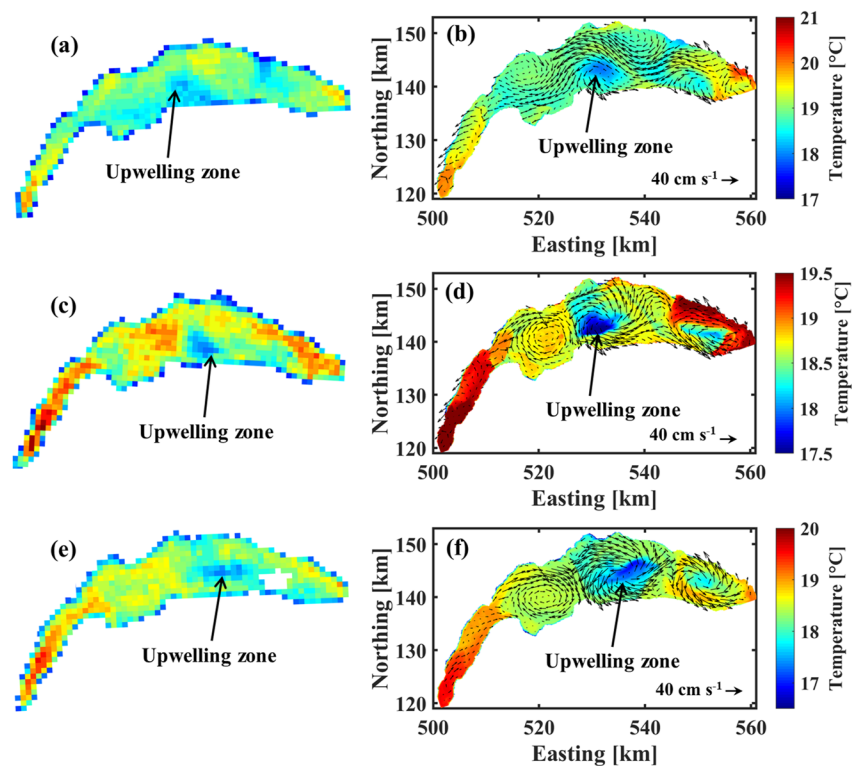 (a)
Upwelling zone
(b)
150
140
130
120
Northing [km]
500
520
540
560
Easting [km]
Upwelling zone
40 cm s⁻¹
21
20
19
18
17
Temperature [°C]
(c)
Upwelling zone
(d)
150
140
130
120
Northing [km]
500
520
540
560
Easting [km]
Upwelling zone
40 cm s⁻¹
19.5
19
18.5
18
17.5
Temperature [°C]
(e)
Upwelling zone
(f)
150
140
130
120
Northing [km]
500
520
540
560
Easting [km]
Upwelling zone
40 cm s⁻¹
20
19
18
17
Temperature [°C]